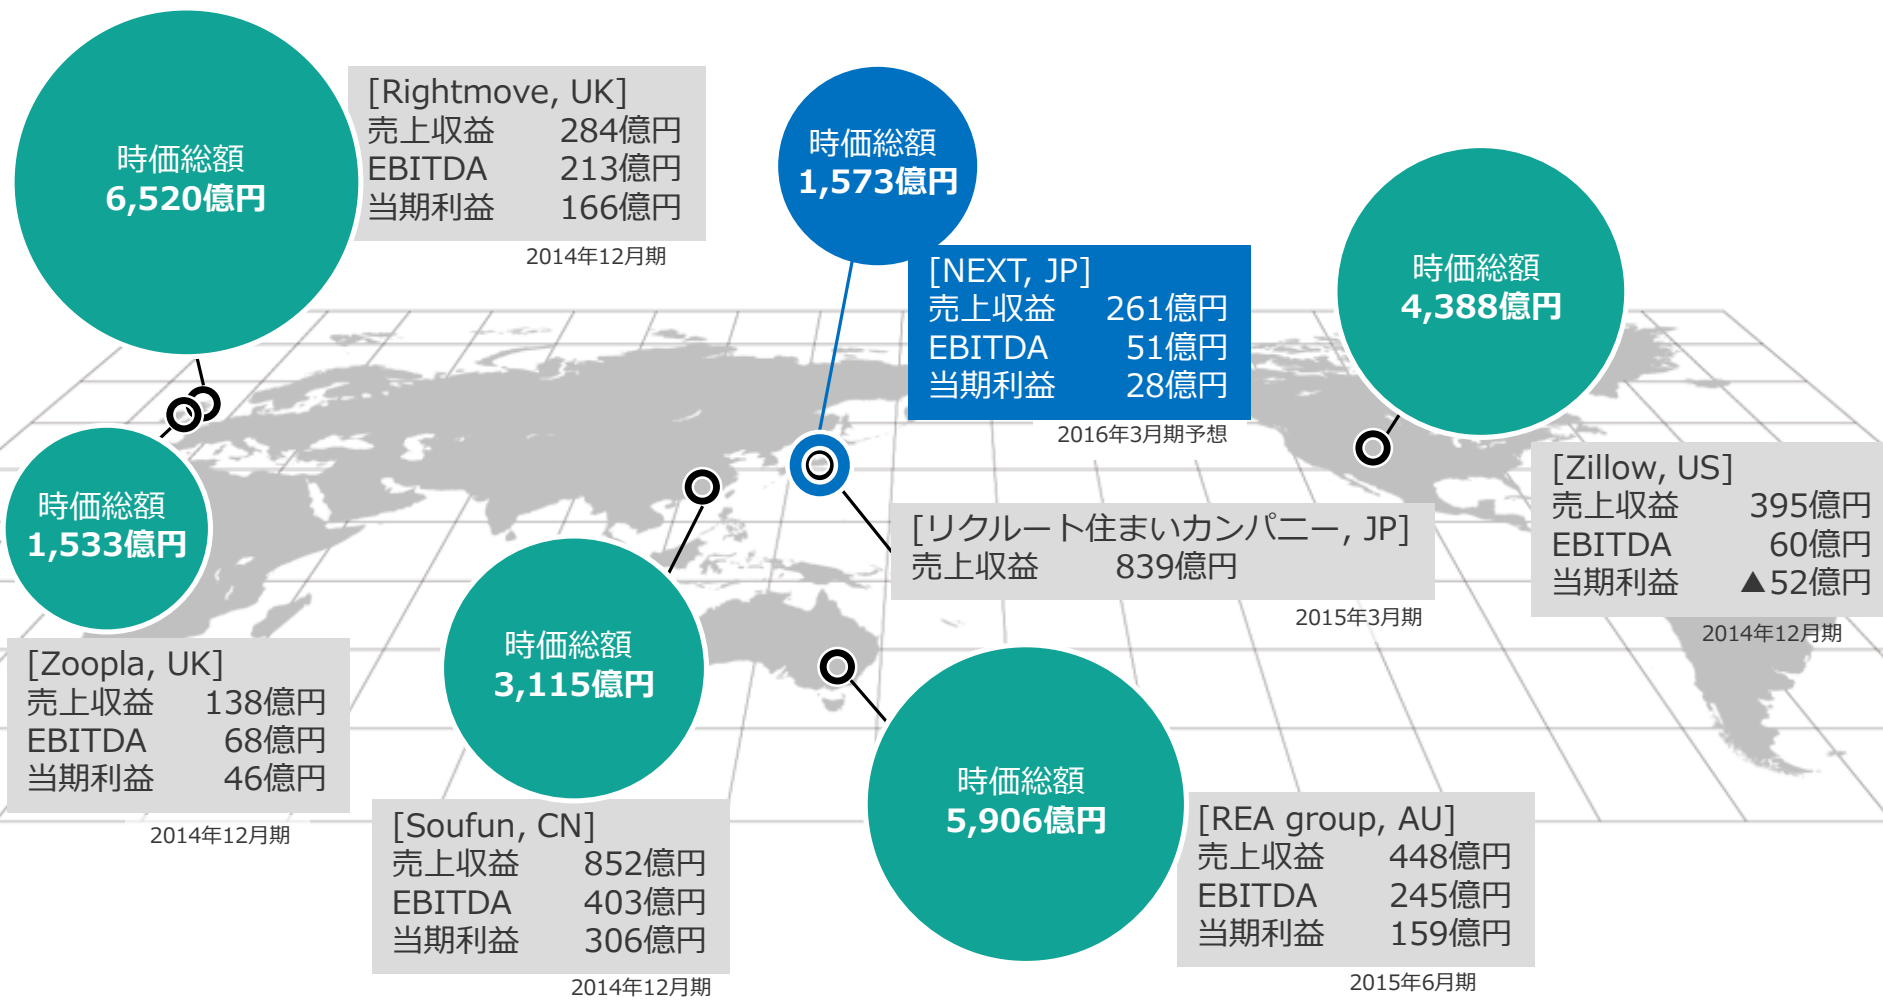 時価総額
6,520億円
[Rightmove, UK]
売上収益 284億円
EBITDA 213億円
当期利益 166億円
2014年12月期
時価総額
1,573億円
[NEXT, JP]
売上収益 261億円
EBITDA 51億円
当期利益 28億円
2016年3月期予想
時価総額
4,388億円
[Zillow, US]
売上収益 395億円
EBITDA 60億円
当期利益 ▲52億円
2014年12月期
[リクルート住まいカンパニー, JP]
売上収益 839億円
2015年3月期
時価総額
1,533億円
[Zoopla, UK]
売上収益 138億円
EBITDA 68億円
当期利益 46億円
2014年12月期
時価総額
3,115億円
[Soufun, CN]
売上収益 852億円
EBITDA 403億円
当期利益 306億円
2014年12月期
時価総額
5,906億円
[REA group, AU]
売上収益 448億円
EBITDA 245億円
当期利益 159億円
2015年6月期